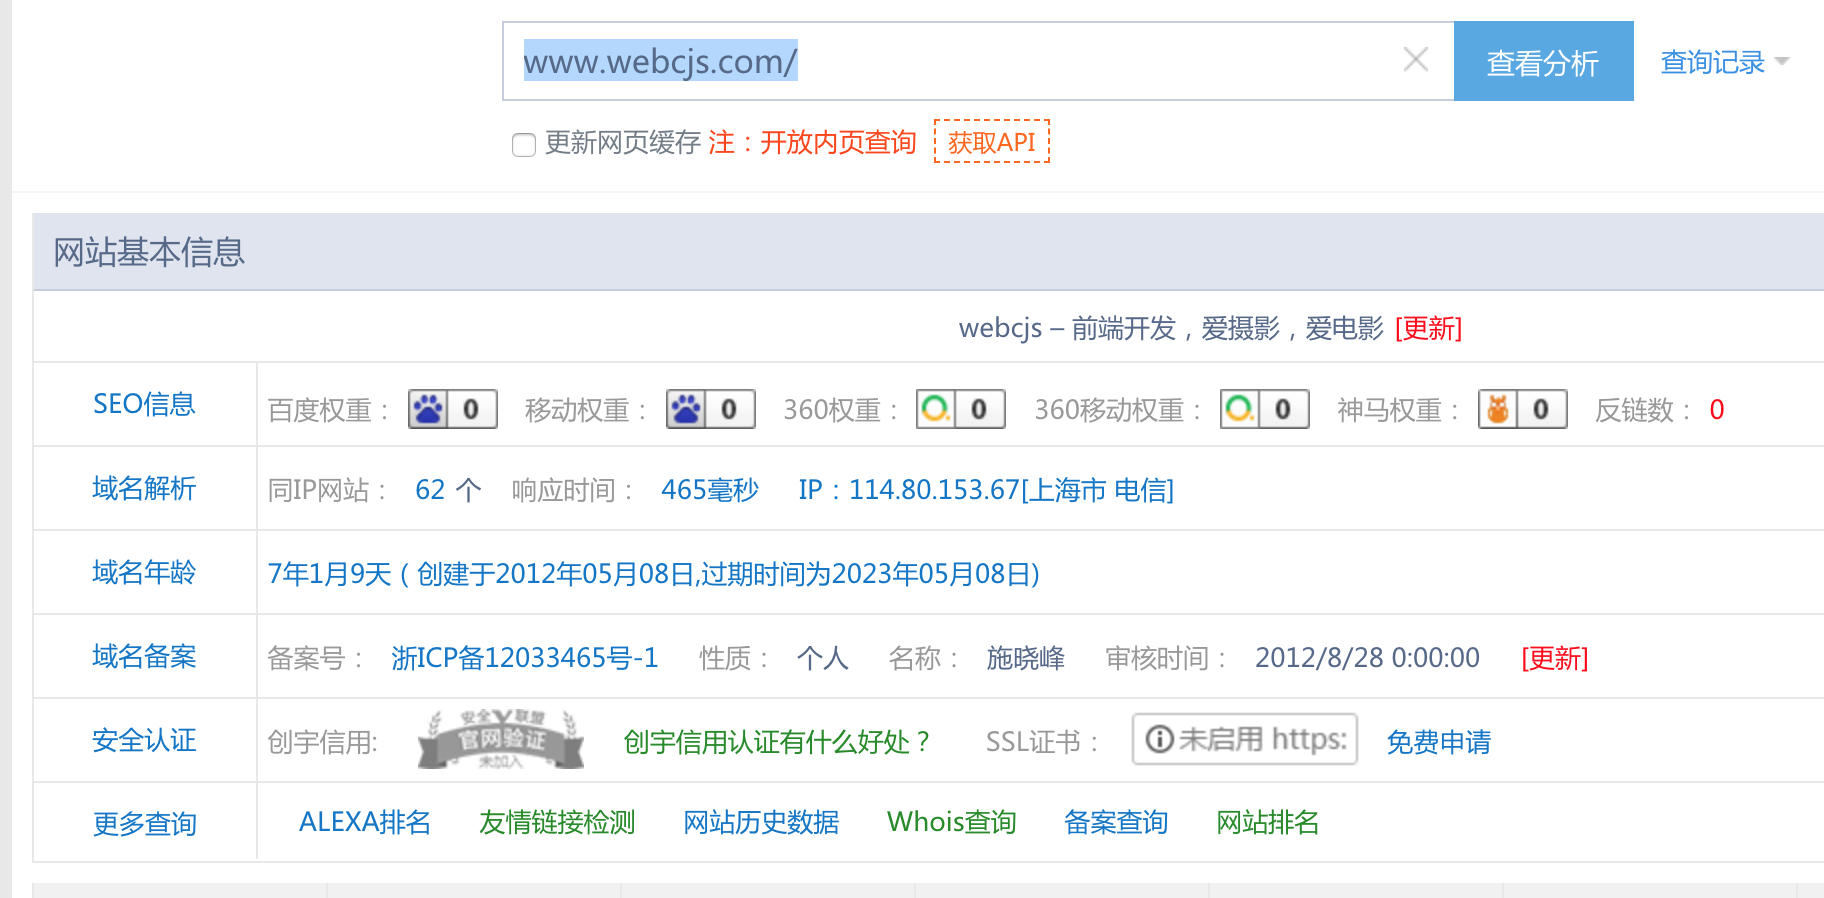 www.webcjs.com/ 查看分析 查询记录
更新网页缓存 注：开放内页查询 获取API
网站基本信息
webcjs – 前端开发，爱摄影，爱电影 [更新]
SEO信息 百度权重： 0 移动权重： 0 360权重： 0 360移动权重： 0 神马权重： 0 反链数： 0
域名解析 同IP网站： 62 个 响应时间： 465毫秒 IP：114.80.153.67[上海市 电信]
域名年龄 7年1月9天（创建于2012年05月08日,过期时间为2023年05月08日)
域名备案 备案号： 浙ICP备12033465号-1 性质： 个人 名称： 施晓峰 审核时间： 2012/8/28 0:00:00 [更新]
安全认证 创宇信用: 安全联盟 官网验证 未加入 创宇信用认证有什么好处？ SSL证书： 未启用 https: 免费申请
更多查询 ALEXA排名 友情链接检测 网站历史数据 Whois查询 备案查询 网站排名